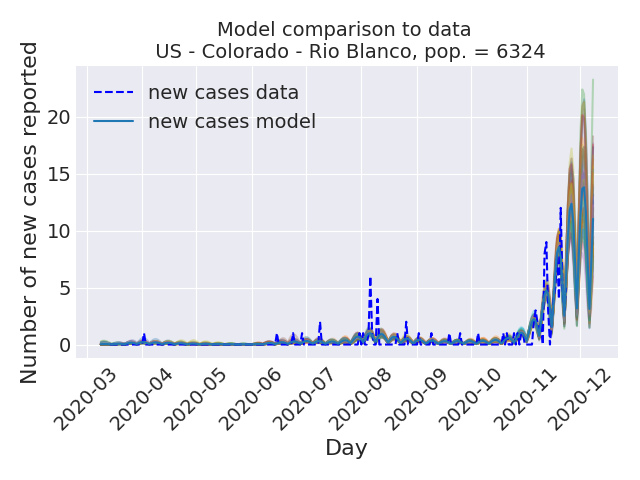 Model comparison to data
US - Colorado - Rio Blanco, pop. = 6324
new cases data
new cases model
Number of new cases reported
20
15
10
5
0
2020-03
2020-04
2020-05
2020-06
2020-07
2020-08
2020-09
2020-10
2020-11
2020-12
Day